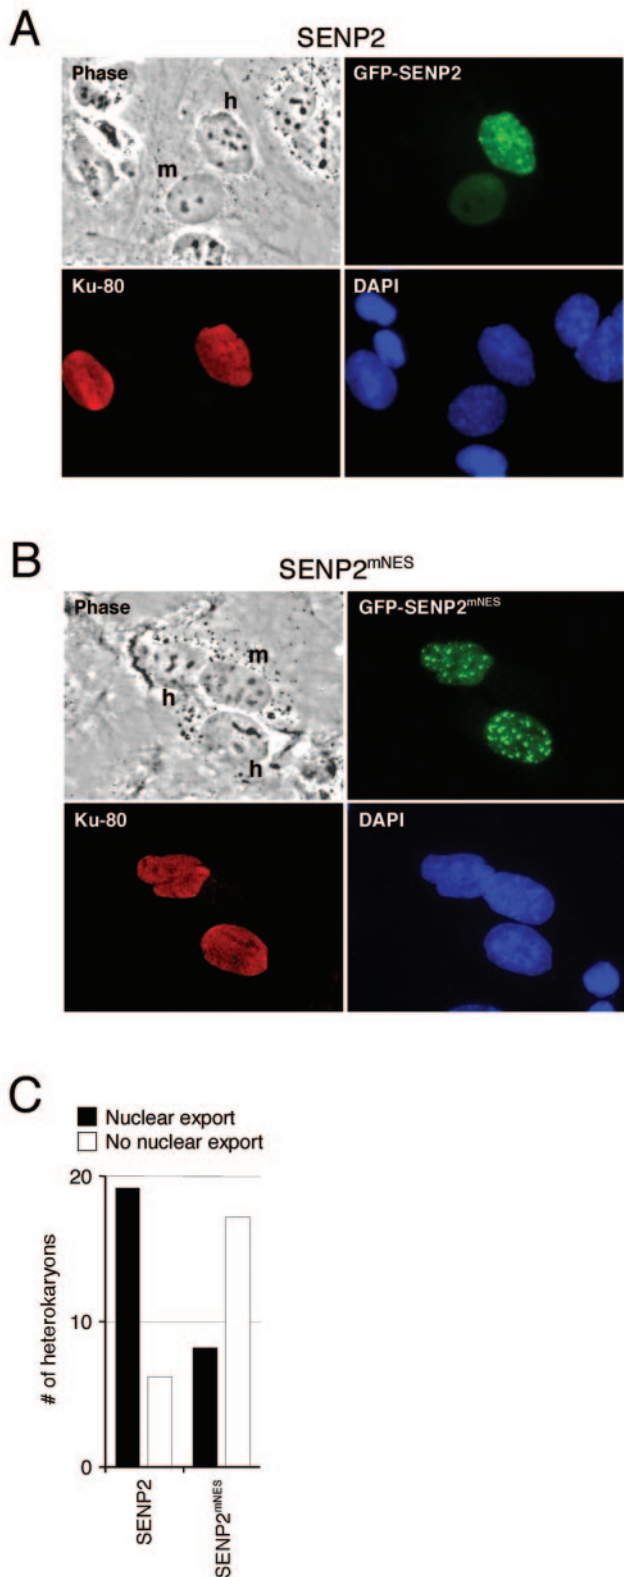 A
SENP2
Phase
h
m
GFP-SENP2
Ku-80
DAPI
B
SENP2mNES
Phase
m
h
h
GFP-SENP2mNES
Ku-80
DAPI
C
Nuclear export
No nuclear export
20
10
0
# of heterokaryons
SENP2
SENP2mNES